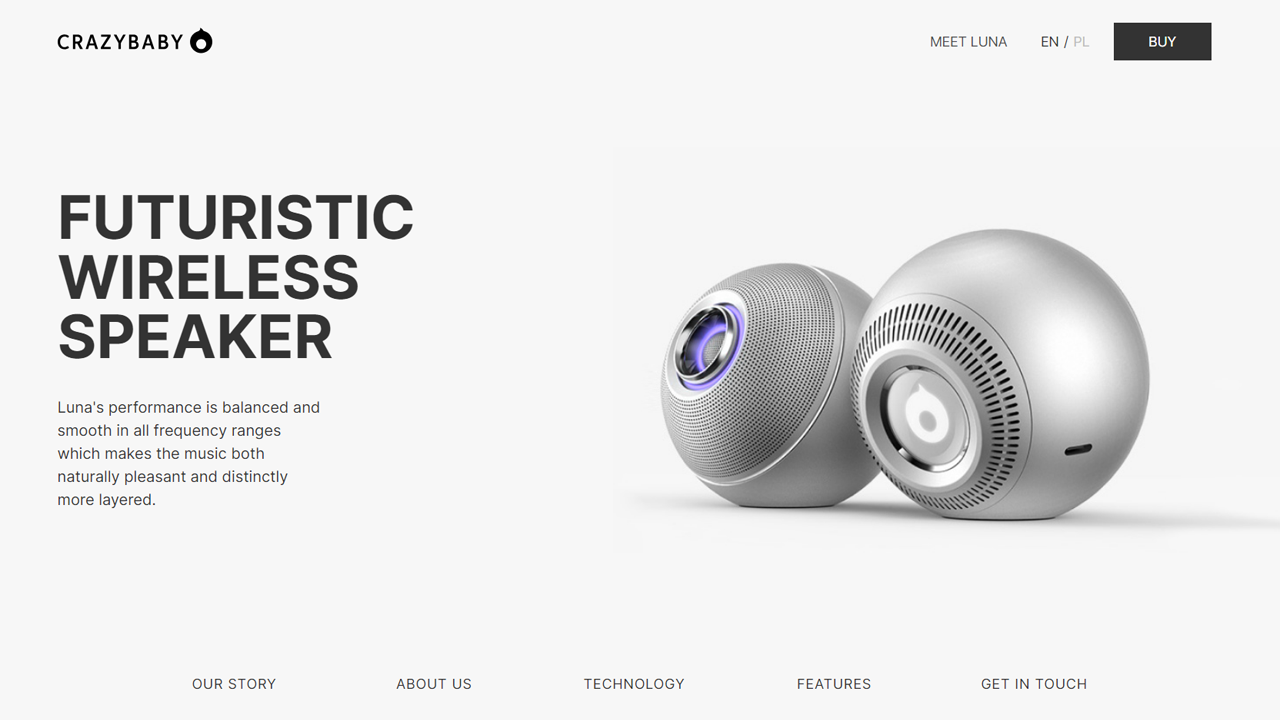 CRAZYBABY
MEET LUNA
EN / PL
BUY
FUTURISTIC
WIRELESS
SPEAKER
Luna's performance is balanced and
smooth in all frequency ranges
which makes the music both
naturally pleasant and distinctly
more layered.
OUR STORY
ABOUT US
TECHNOLOGY
FEATURES
GET IN TOUCH